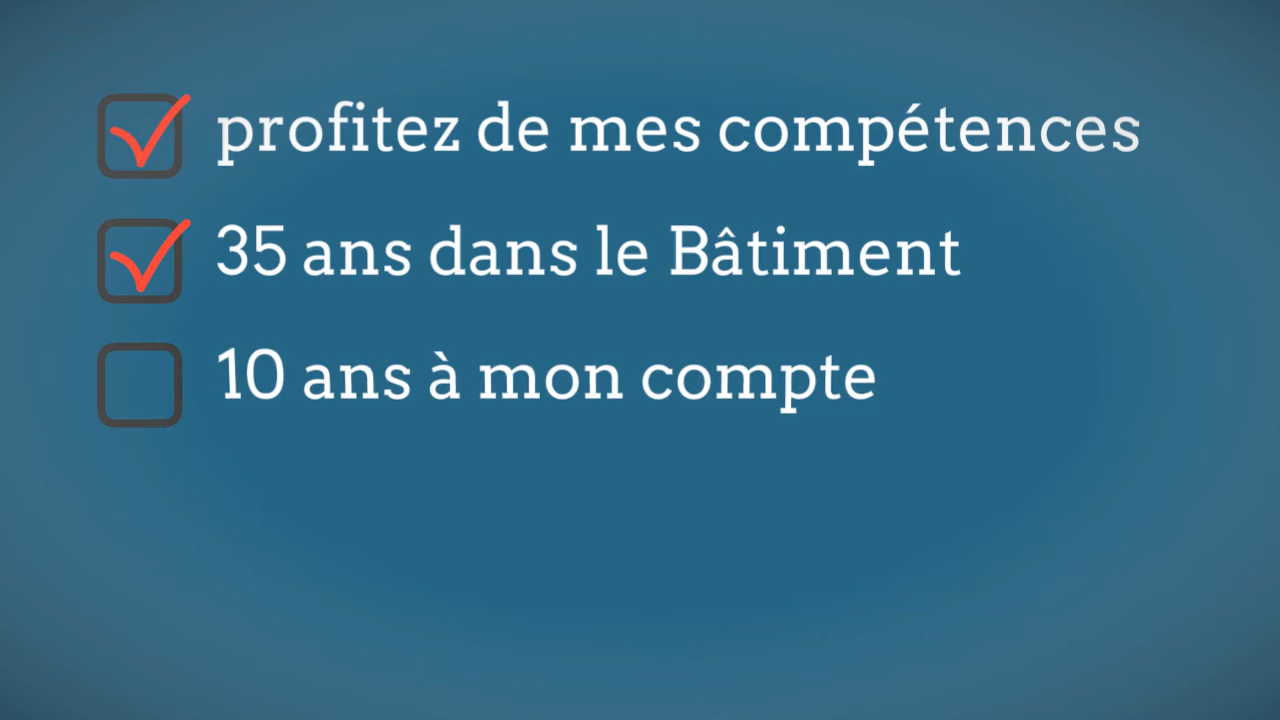 profitez de mes compétences
35 ans dans le Bâtiment
10 ans à mon compte